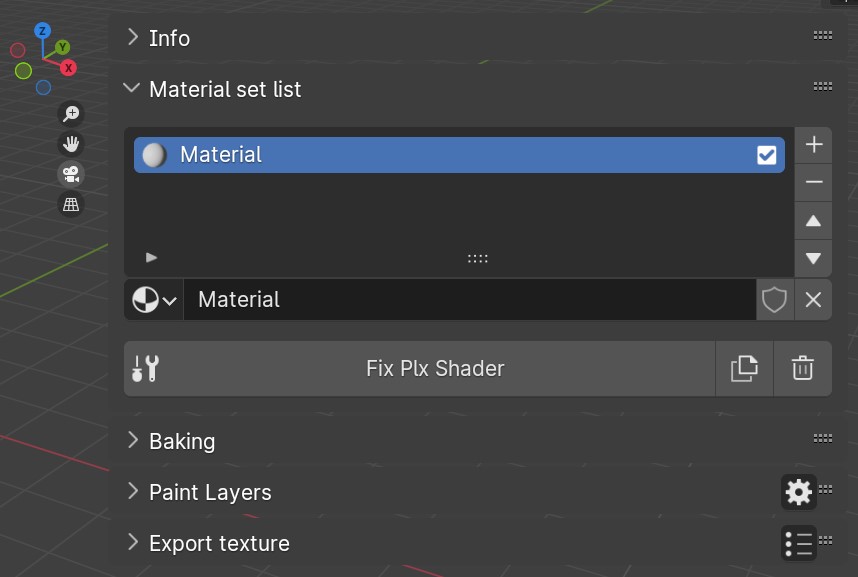 Z
Y
X
Info
Material set list
Material
Material
Fix Plx Shader
Baking
Paint Layers
Export texture